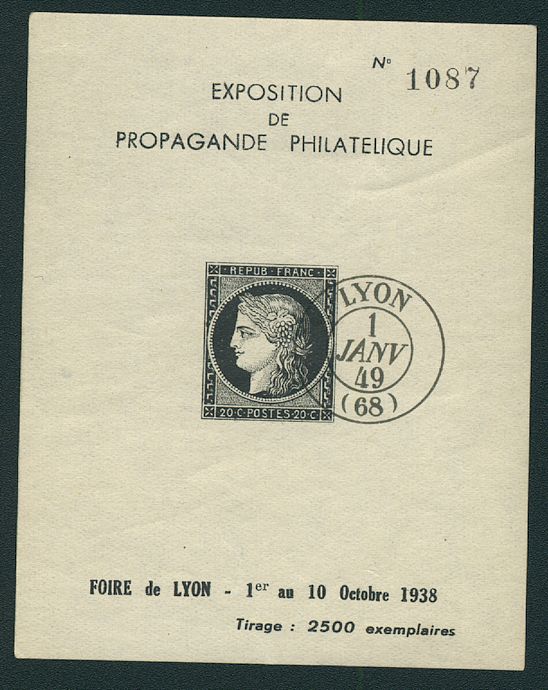 N° 1087
EXPOSITION
DE
PROPAGANDE PHILATELIQUE
REPUB·FRANC·
20·C·POSTES·20·C·
LYON
1
JANV
49
(68)
FOIRE de LYON - 1er au 10 Octobre 1938
Tirage : 2500 exemplaires